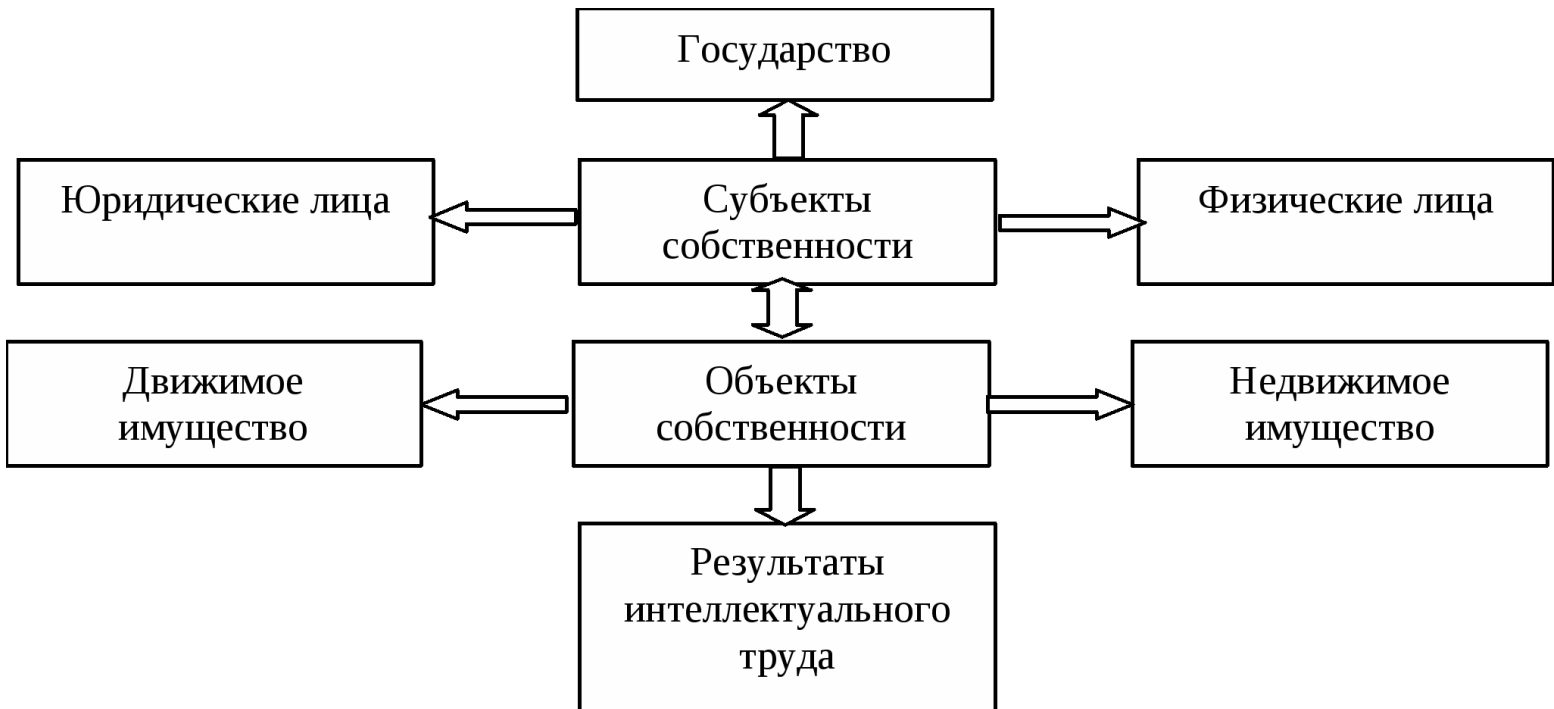 Государство
Юридические лица
Субъекты
собственности
Физические лица
Движимое
имущество
Объекты
собственности
Недвижимое
имущество
Результаты
интеллектуального
труда